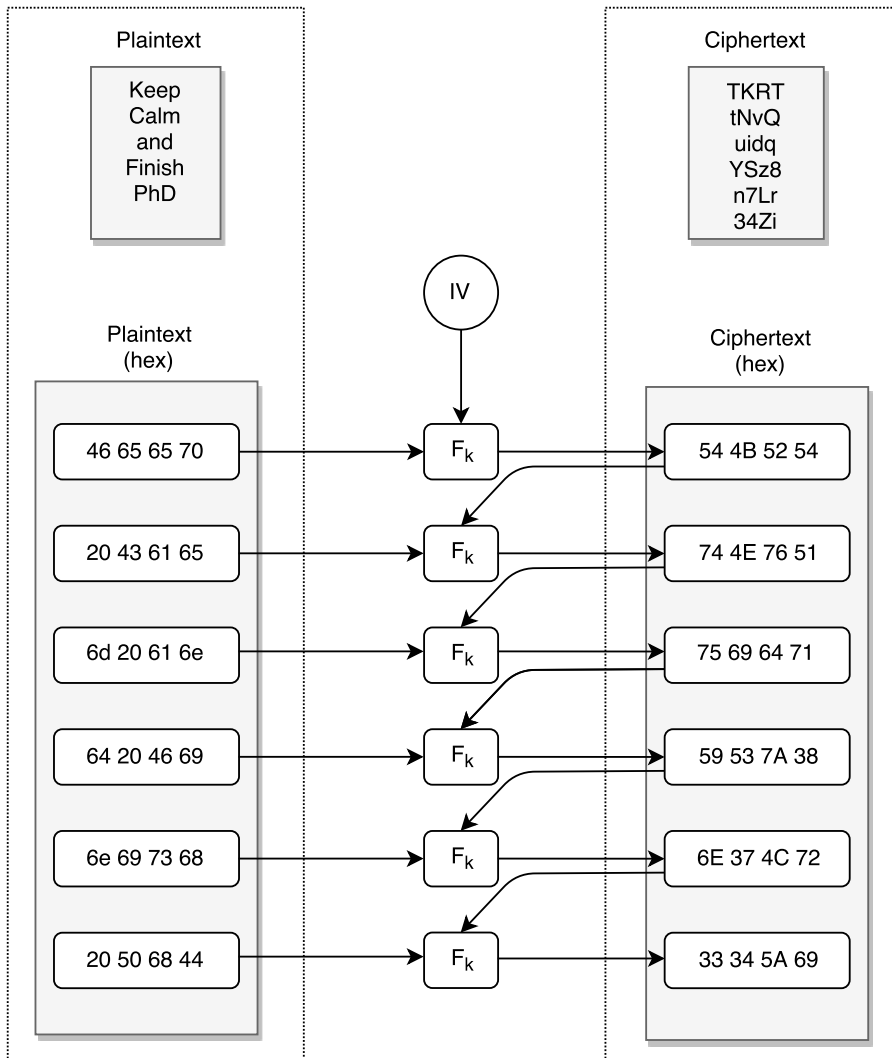 Plaintext
Keep
Calm
and
Finish
PhD
Ciphertext
TKRT
tNvQ
uidq
YSz8
n7Lr
34Zi
IV
Plaintext
(hex)
Ciphertext
(hex)
46 65 65 70
Fk
54 4B 52 54
20 43 61 65
Fk
74 4E 76 51
6d 20 61 6e
Fk
75 69 64 71
64 20 46 69
Fk
59 53 7A 38
6e 69 73 68
Fk
6E 37 4C 72
20 50 68 44
Fk
33 34 5A 69